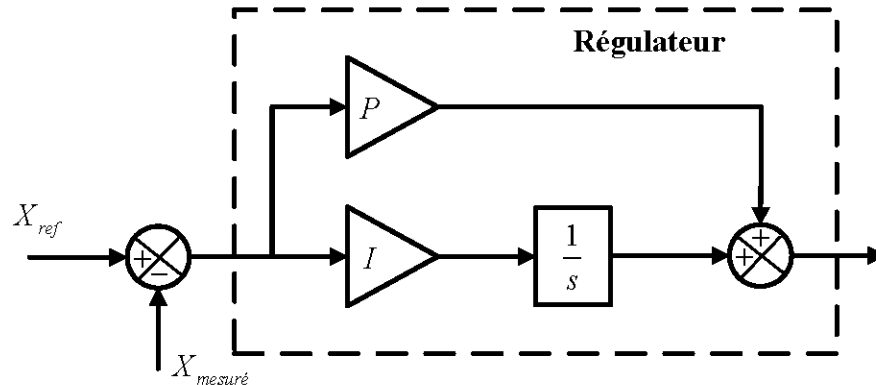 Régulateur
P
X_ref
+
−
I
1
s
+
+
X_mesuré